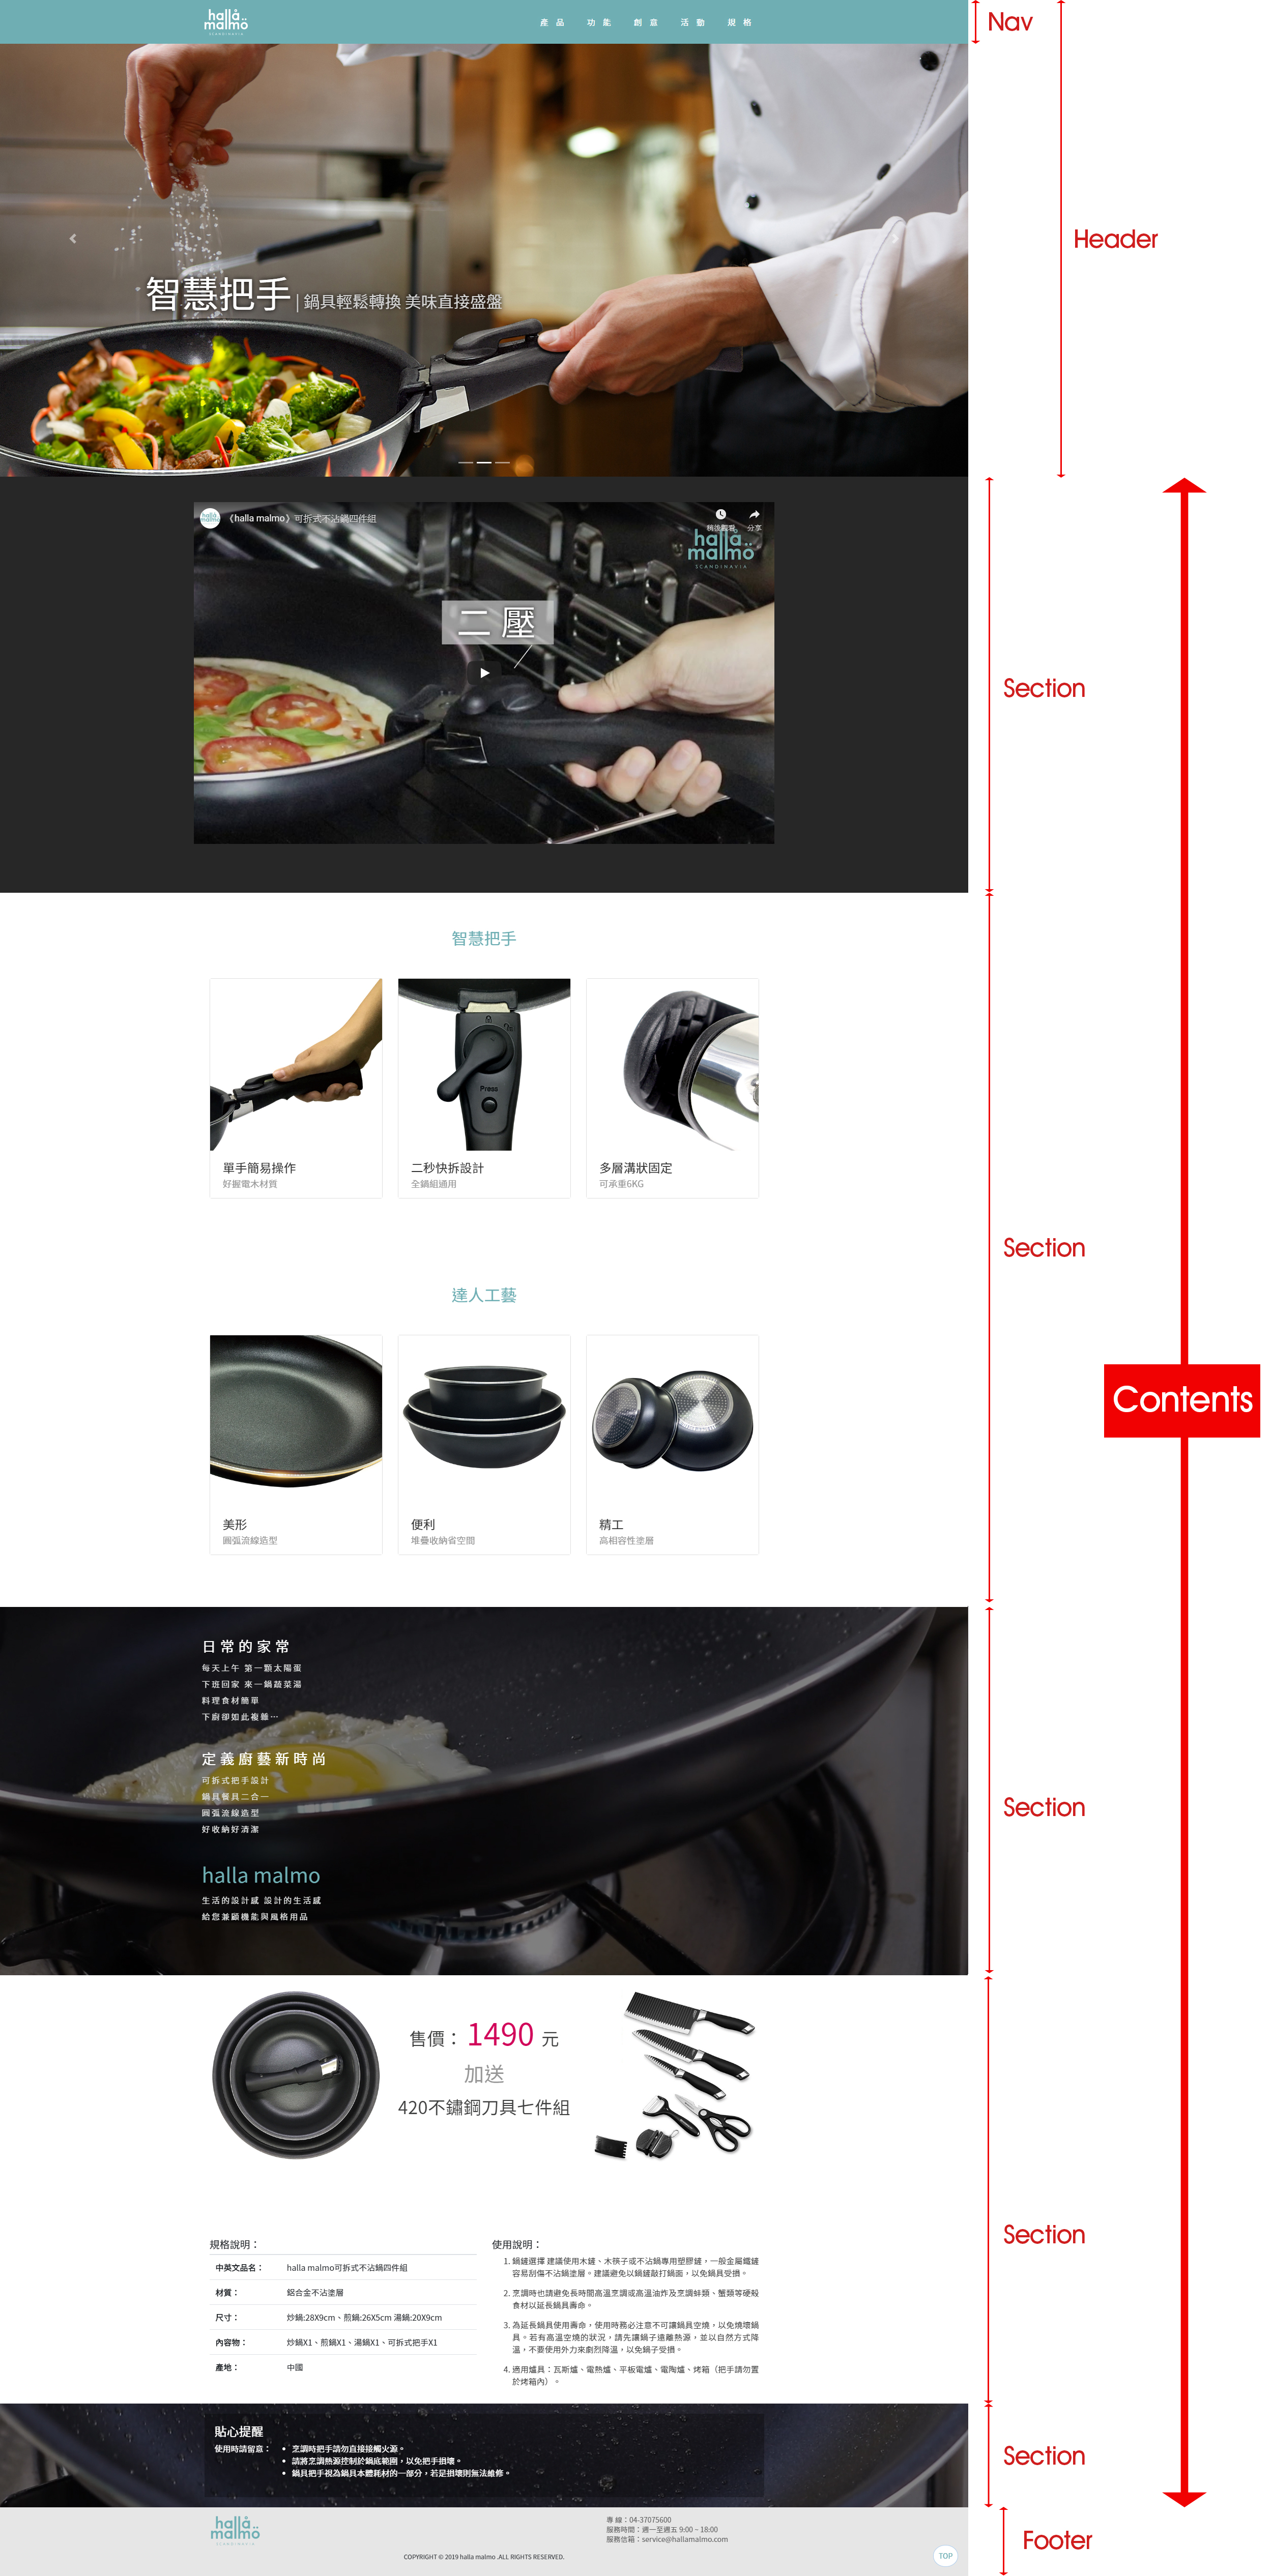 hallå malmö
SCANDINAVIA
產品 功能 創意 活動 規格
Nav
Header
智慧把手 | 鍋具輕鬆轉換 美味直接盛盤
《halla malmo》可拆式不沾鍋四件組
稍後觀看 分享
hallå malmö
SCANDINAVIA
二壓
Section
智慧把手
Press
單手簡易操作
好握電木材質
二秒快拆設計
全鍋組適用
多層溝狀固定
可承重6KG
Section
達人工藝
美形
圓弧流線造型
便利
堆疊收納省空間
精工
高相容性塗層
Contents
日常的家常
每天上午 第一顆太陽蛋
下班回家 來一鍋蔬菜湯
料理食材簡單
下廚卻如此複雜⋯
定義廚藝新時尚
可拆式把手設計
鍋具餐具二合一
圓弧流線造型
好收納好清潔
halla malmo
生活的設計感 設計的生活感
給您兼顧機能與風格用品
Section
售價： 1490 元
加送
420不鏽鋼刀具七件組
Section
規格說明：
中英文品名： halla malmo可拆式不沾鍋四件組
材質： 鋁合金不沾塗層
尺寸： 炒鍋:28X9cm、煎鍋:26X5cm 湯鍋:20X9cm
內容物： 炒鍋X1、煎鍋X1、湯鍋X1、可拆式把手X1
產地： 中國
使用說明：
1. 鍋鏟選擇 建議使用木鏟、木筷子或不沾鍋專用塑膠鏟，一般金屬鐵鏟
容易刮傷不沾鍋塗層。建議避免以鍋鏟敲打鍋面，以免鍋具受損。
2. 烹調時也請避免長時間高溫烹調或高溫油炸及烹調蚌類、蟹類等硬殼
食材以延長鍋具壽命。
3. 為延長鍋具使用壽命，使用時務必注意不可讓鍋具空燒，以免燒壞鍋
具。若有高溫空燒的狀況，請先讓鍋子遠離熱源，並以自然方式降
溫，不要使用外力來劇烈降溫，以免鍋子受損。
4. 適用爐具：瓦斯爐、電熱爐、平板電爐、電陶爐、烤箱（把手請勿置
於烤箱內）。
貼心提醒
使用時請留意：
• 烹調時把手請勿直接接觸火源。
• 請將烹調熱源控制於鍋底範圍，以免把手損壞。
• 鍋具把手視為鍋具本體耗材的一部分，若是損壞則無法維修。
Section
hallå malmö
SCANDINAVIA
專 線：04-37075600
服務時間：週一至週五 9:00 – 18:00
服務信箱：service@hallamalmo.com
COPYRIGHT © 2019 halla malmo .ALL RIGHTS RESERVED.
TOP
Footer